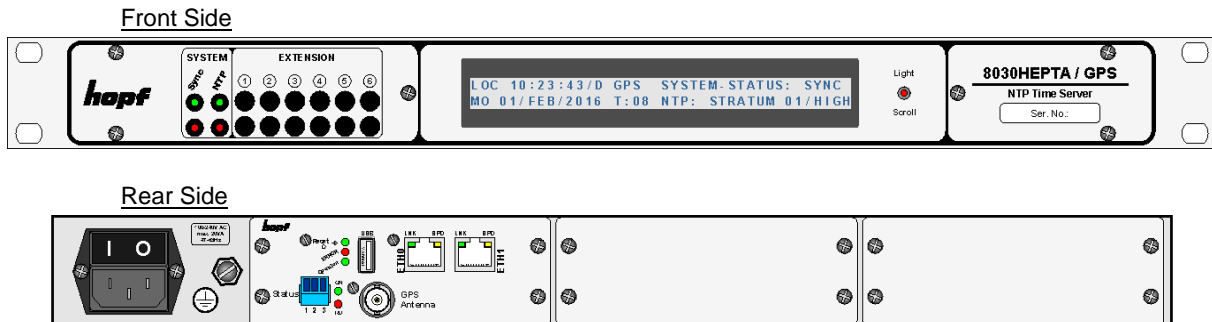 Front Side
hopf
SYSTEM
EXTENSION
Sync
NTP
1 2 3 4 5 6
LOC 10:23:43/D GPS SYSTEM-STATUS: SYNC
MO 01/FEB/2016 T:08 NTP: STRATUM 01/HIGH
Light
Scroll
8030HEPTA / GPS
NTP Time Server
Ser. No.:
Rear Side
I O
max. 20VA
hopf
Reset
USB
LNK SPD
LNK SPD
ETH0
ETH1
Status
1 2 3
GPS
Antenna